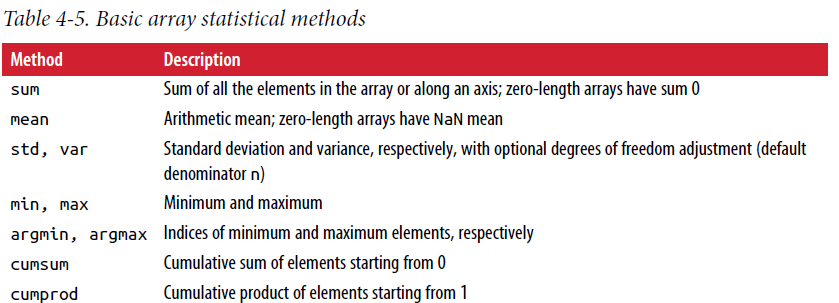 Table 4-5. Basic array statistical methods
Method Description
sum Sum of all the elements in the array or along an axis; zero-length arrays have sum 0
mean Arithmetic mean; zero-length arrays have NaN mean
std, var Standard deviation and variance, respectively, with optional degrees of freedom adjustment (default
denominator n)
min, max Minimum and maximum
argmin, argmax Indices of minimum and maximum elements, respectively
cumsum Cumulative sum of elements starting from 0
cumprod Cumulative product of elements starting from 1